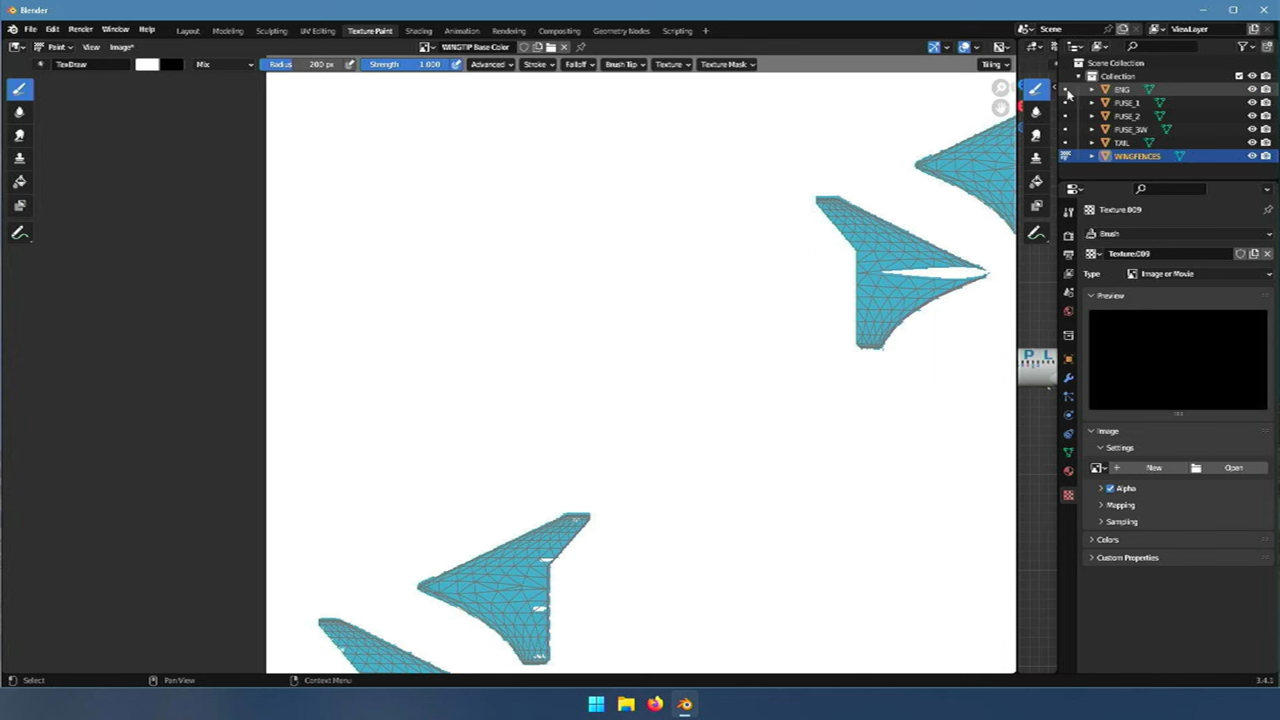 Blender
File Edit Render Window Help Layout Modeling Sculpting UV Editing Texture Paint Shading Animation Rendering Compositing Geometry Nodes Scripting + Scene ViewLayer
Paint View Image* WINGTIP Base Color
TexDraw Mix Radius 200 px Strength 1.000 Advanced Stroke Falloff Brush Tip Texture Texture Mask Tiling
Scene Collection
Collection
ENG
FUSE_1
FUSE_2
FUSE_3W
TAIL
WINGFENCES
Texture.009
Brush
Texture.009
Type Image or Movie
Preview
P L
Image
Settings
New Open
Alpha
Mapping
Sampling
Colors
Custom Properties
Select Pan View Context Menu 3.4.1